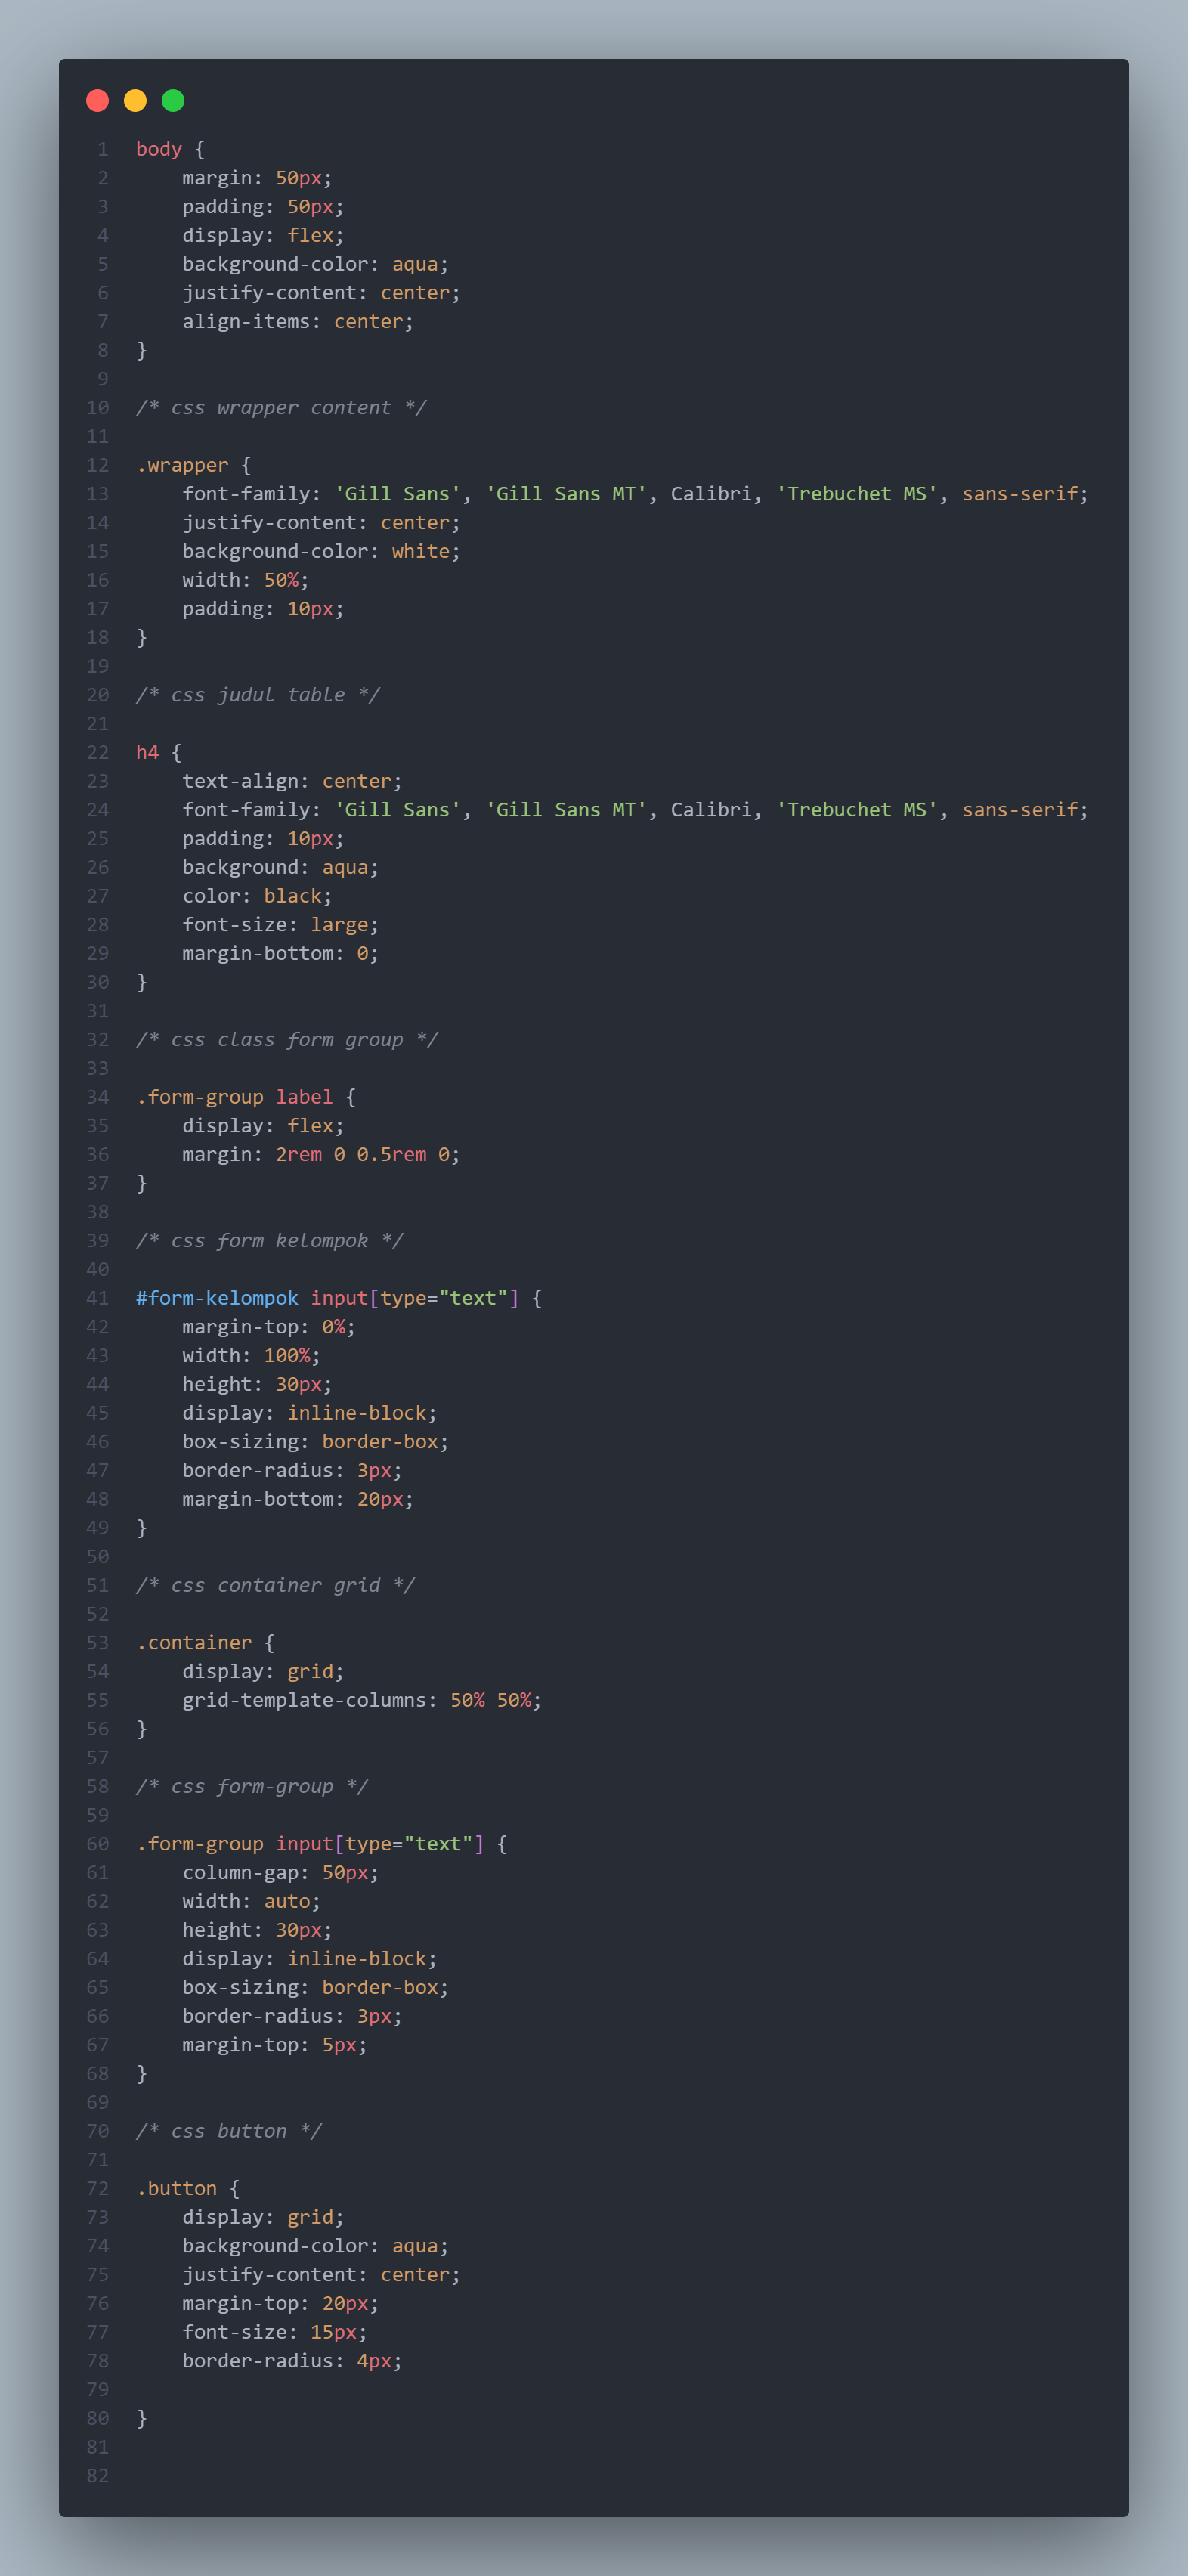 1 body {
2     margin: 50px;
3     padding: 50px;
4     display: flex;
5     background-color: aqua;
6     justify-content: center;
7     align-items: center;
8 }
9
10 /* css wrapper content */
11
12 .wrapper {
13     font-family: 'Gill Sans', 'Gill Sans MT', Calibri, 'Trebuchet MS', sans-serif;
14     justify-content: center;
15     background-color: white;
16     width: 50%;
17     padding: 10px;
18 }
19
20 /* css judul table */
21
22 h4 {
23     text-align: center;
24     font-family: 'Gill Sans', 'Gill Sans MT', Calibri, 'Trebuchet MS', sans-serif;
25     padding: 10px;
26     background: aqua;
27     color: black;
28     font-size: large;
29     margin-bottom: 0;
30 }
31
32 /* css class form group */
33
34 .form-group label {
35     display: flex;
36     margin: 2rem 0 0.5rem 0;
37 }
38
39 /* css form kelompok */
40
41 #form-kelompok input[type="text"] {
42     margin-top: 0%;
43     width: 100%;
44     height: 30px;
45     display: inline-block;
46     box-sizing: border-box;
47     border-radius: 3px;
48     margin-bottom: 20px;
49 }
50
51 /* css container grid */
52
53 .container {
54     display: grid;
55     grid-template-columns: 50% 50%;
56 }
57
58 /* css form-group */
59
60 .form-group input[type="text"] {
61     column-gap: 50px;
62     width: auto;
63     height: 30px;
64     display: inline-block;
65     box-sizing: border-box;
66     border-radius: 3px;
67     margin-top: 5px;
68 }
69
70 /* css button */
71
72 .button {
73     display: grid;
74     background-color: aqua;
75     justify-content: center;
76     margin-top: 20px;
77     font-size: 15px;
78     border-radius: 4px;
79
80 }
81
82